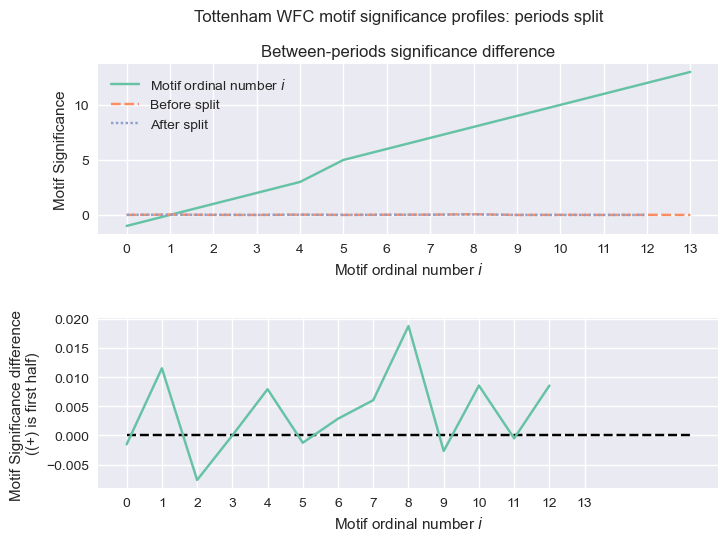 Tottenham WFC motif significance profiles: periods split
Between-periods significance difference
Motif Significance
10
5
0
Motif ordinal number i
Before split
After split
0 1 2 3 4 5 6 7 8 9 10 11 12 13
Motif ordinal number i
Motif Significance difference
((+) is first half)
0.020
0.015
0.010
0.005
0.000
−0.005
0 1 2 3 4 5 6 7 8 9 10 11 12 13
Motif ordinal number i